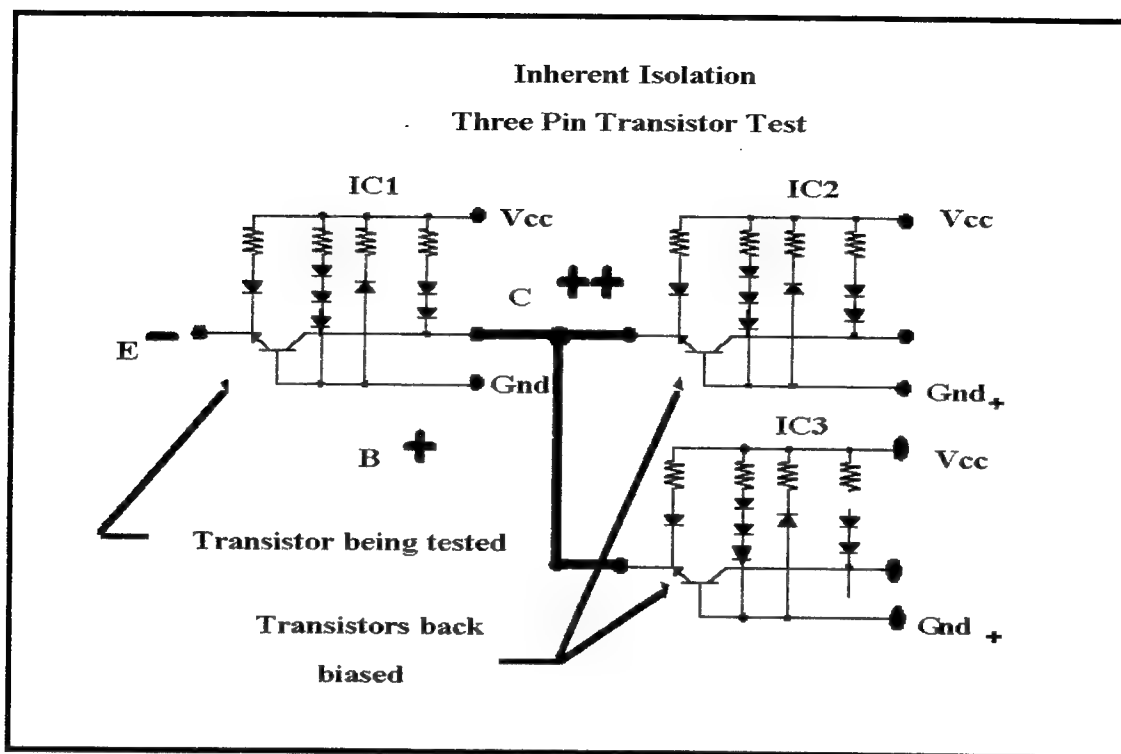 Inherent Isolation
Three Pin Transistor Test
IC1
IC2
Vcc
Vcc
C
++
E
−
Gnd
Gnd +
IC3
B
+
Vcc
Transistor being tested
Transistors back
biased
Gnd +